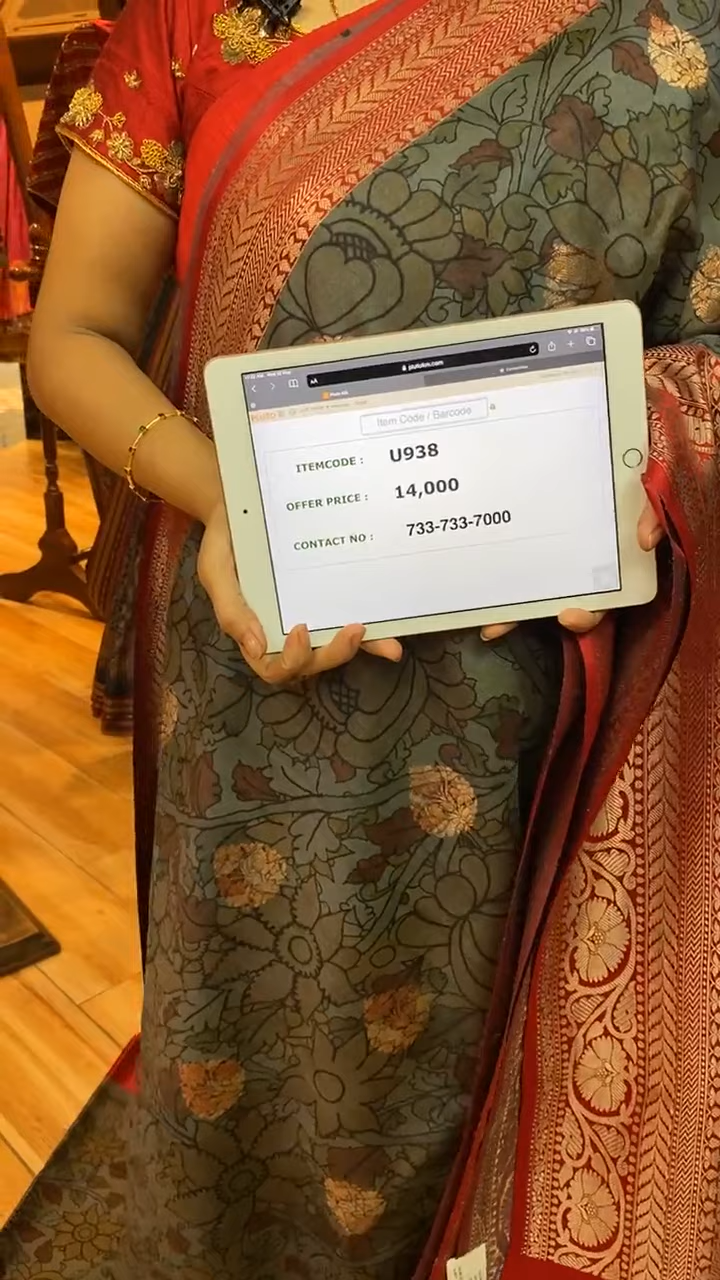 Item Code / Barcode
ITEMCODE : U938
OFFER PRICE : 14,000
CONTACT NO : 733-733-7000